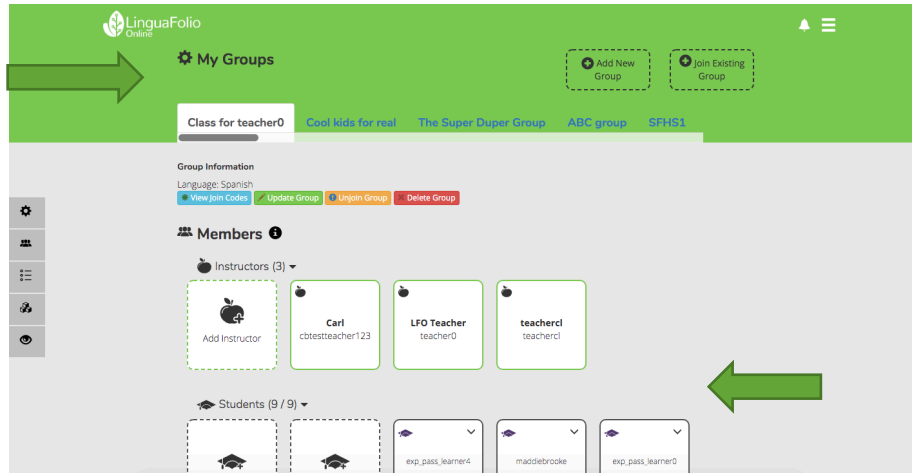 LinguaFolio
Online
My Groups
Add New
Group
Join Existing
Group
Class for teacher0
Cool kids for real
The Super Duper Group
ABC group
SFHS1
Group Information
Language: Spanish
View Join Codes
Update Group
Unjoin Group
Delete Group
Members
Instructors (3)
Add Instructor
Carl
cbtestteacher123
LFO Teacher
teacher0
teachercl
teachercl
Students (9 / 9)
exp_pass_learner4
maddiebrooke
exp_pass_learner0